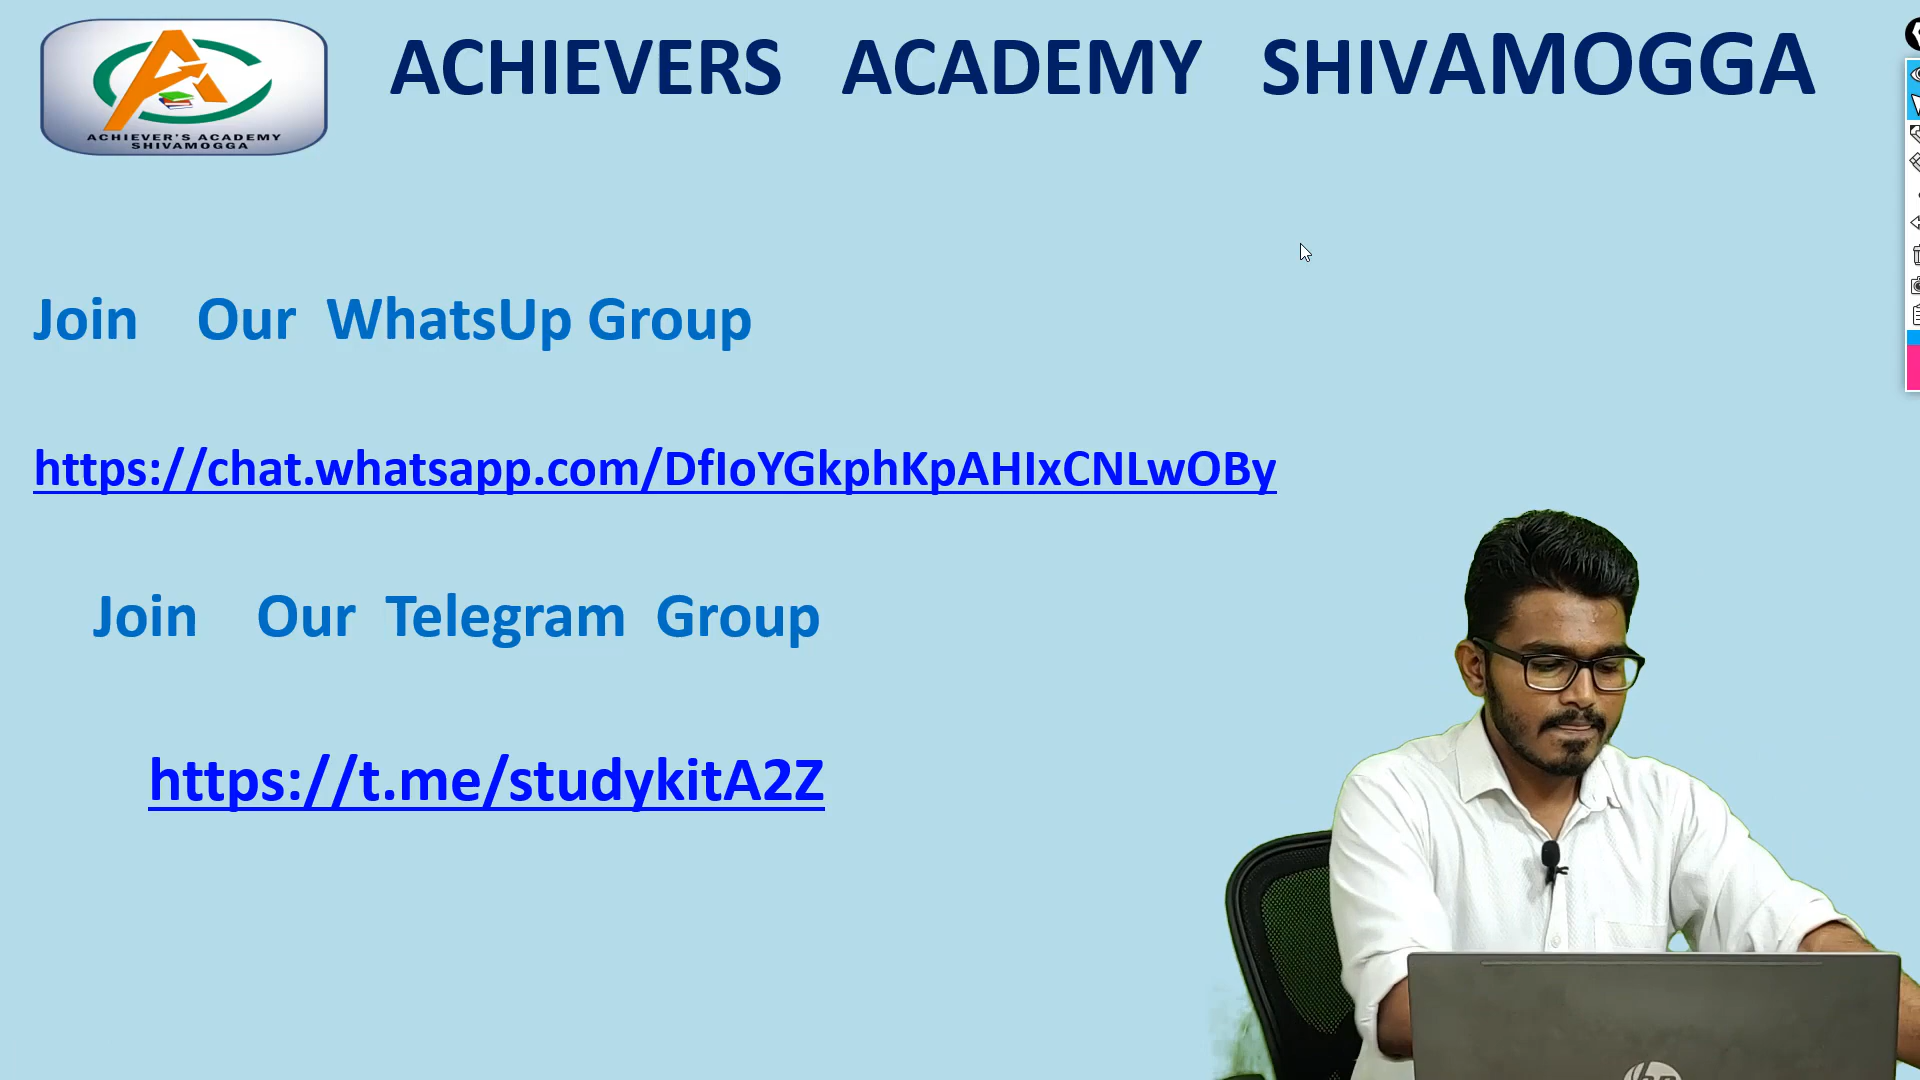 ACHIEVER'S ACADEMY
SHIVAMOGGA
ACHIEVERS ACADEMY SHIVAMOGGA
Join Our WhatsUp Group
https://chat.whatsapp.com/DfIoYGkphKpAHIxCNLwOBy
Join Our Telegram Group
https://t.me/studykitA2Z
hp